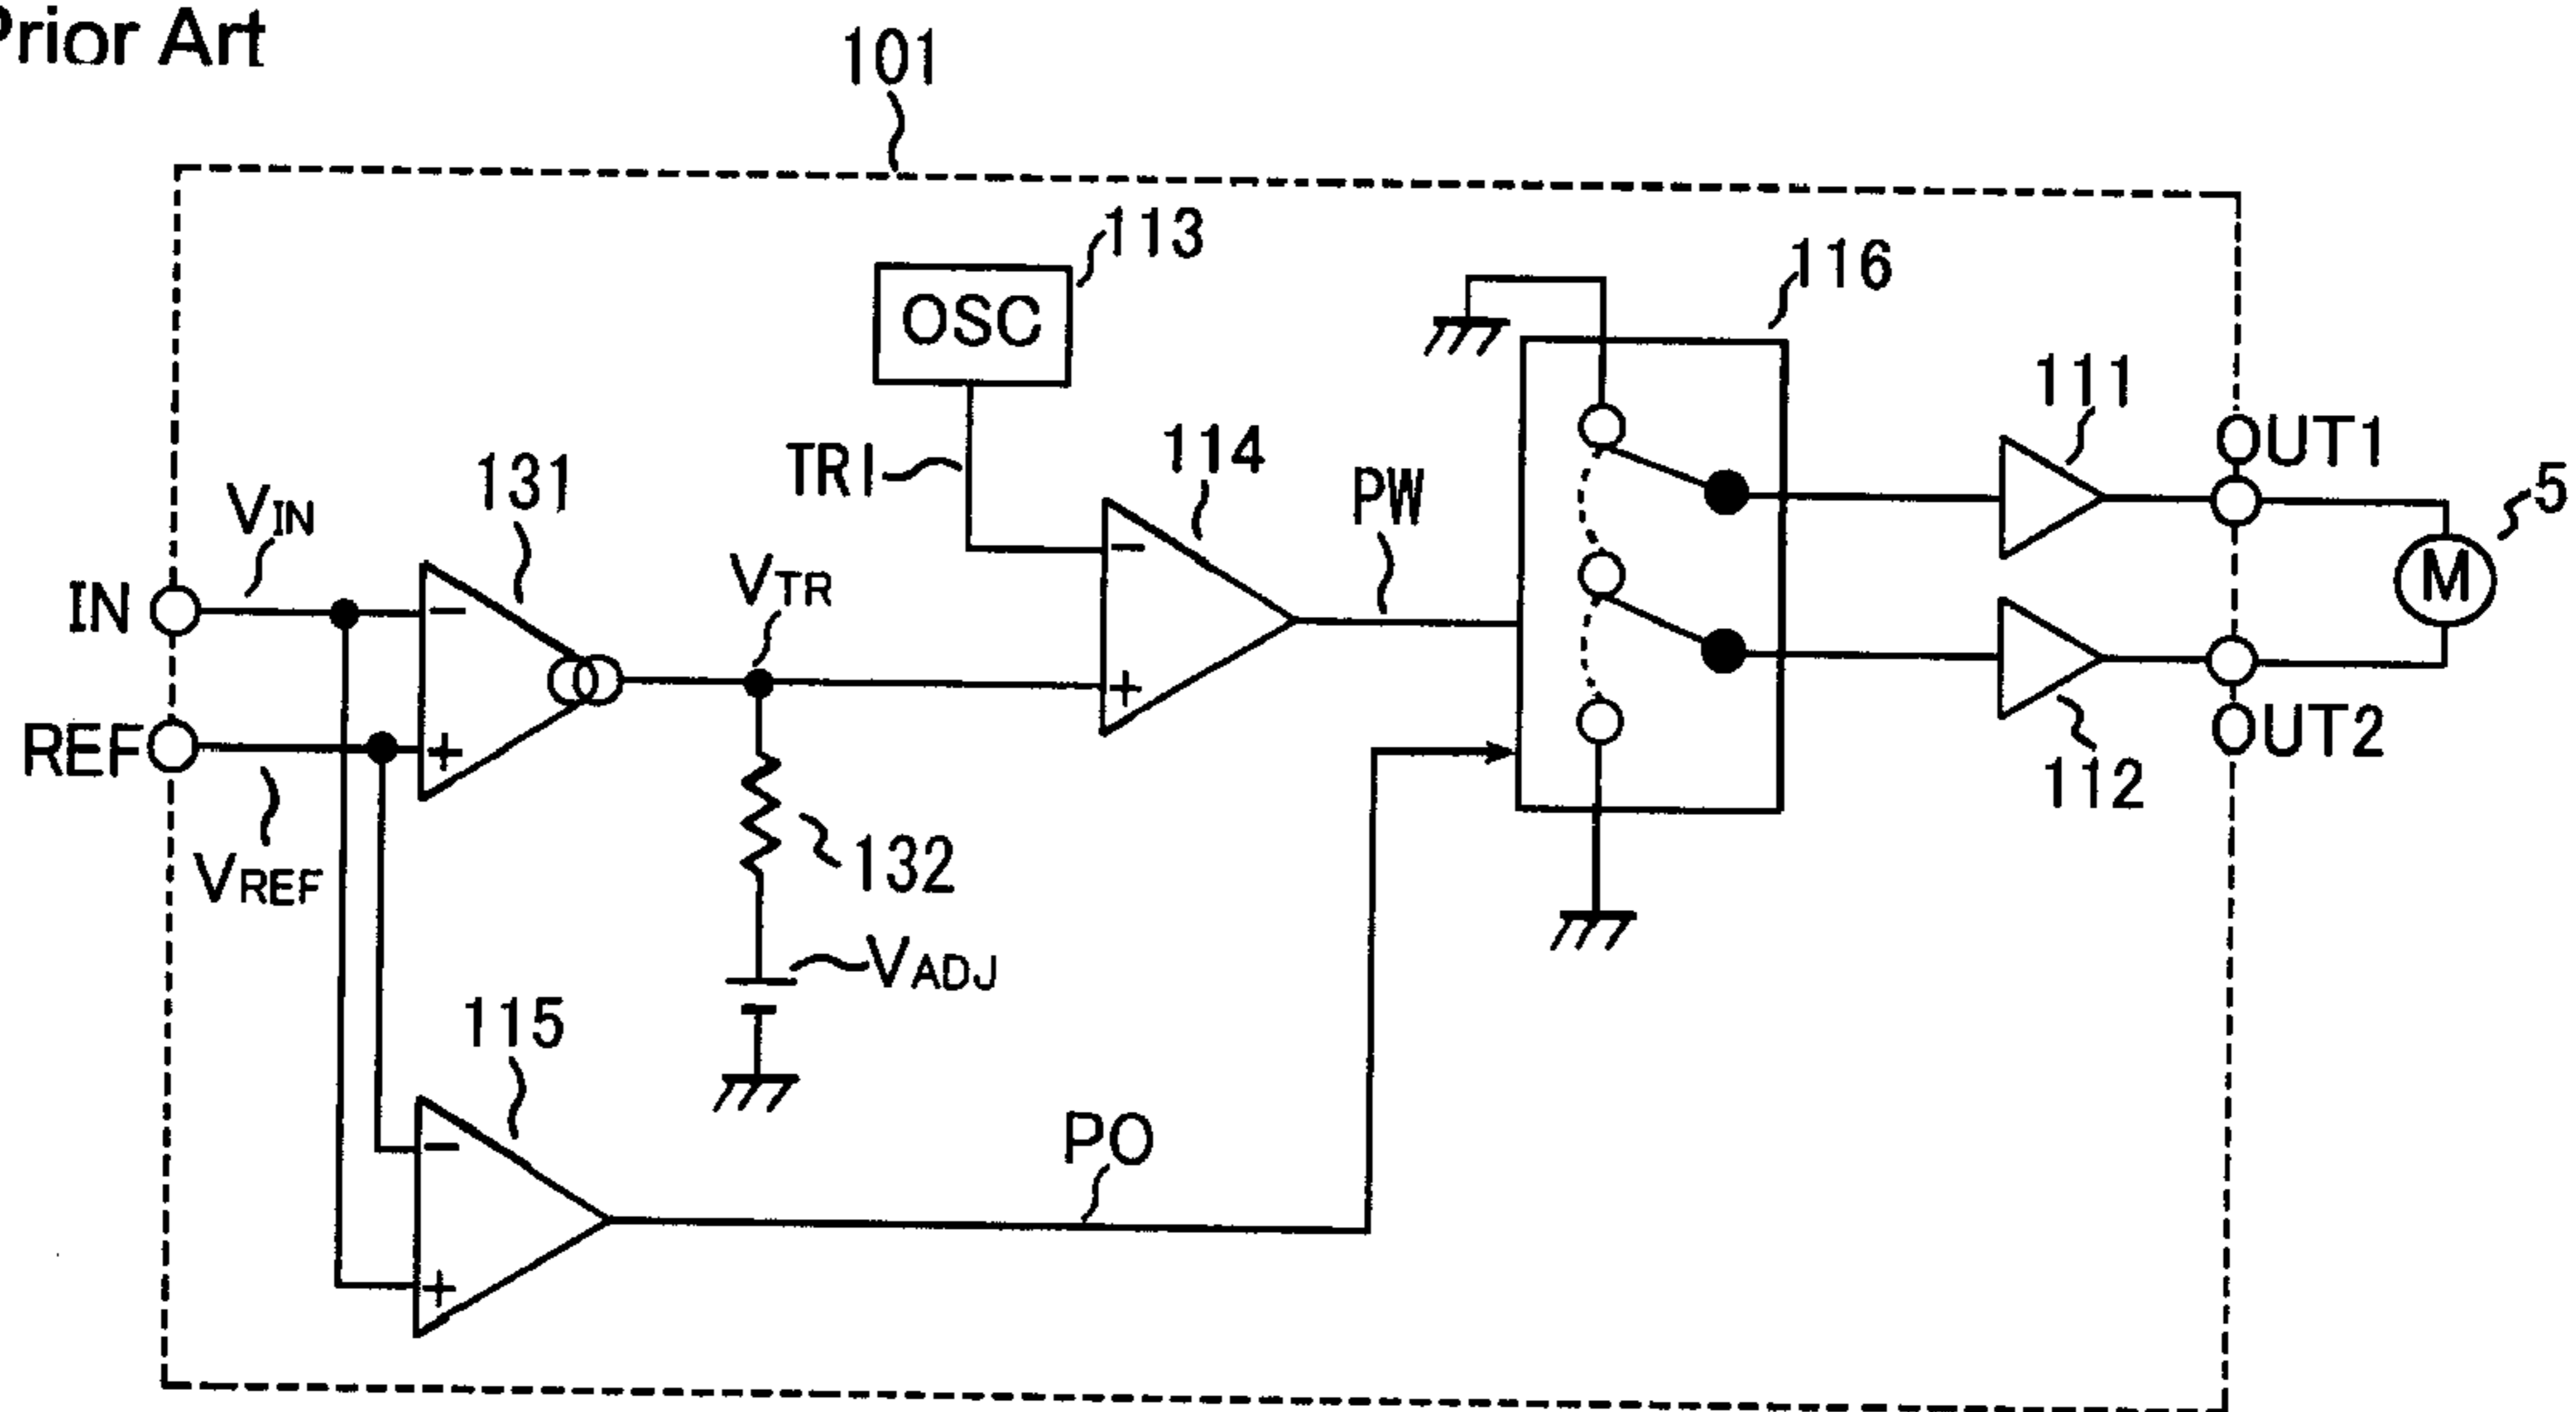 Prior Art
101
OSC
113
116
TRI
114
PW
111
OUT1
5
M
131
VIN
IN
VTR
REF
VREF
132
VADJ
112
OUT2
115
PO
-
+
-
+
-
+